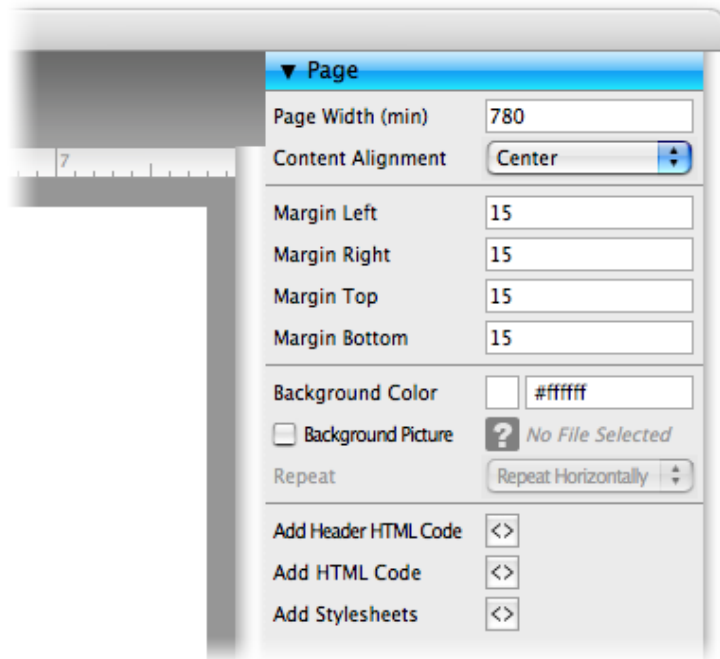 ▼ Page
Page Width (min) 780
7
Content Alignment Center
Margin Left 15
Margin Right 15
Margin Top 15
Margin Bottom 15
Background Color #ffffff
Background Picture ? No File Selected
Repeat Repeat Horizontally
Add Header HTML Code <>
Add HTML Code <>
Add Stylesheets <>